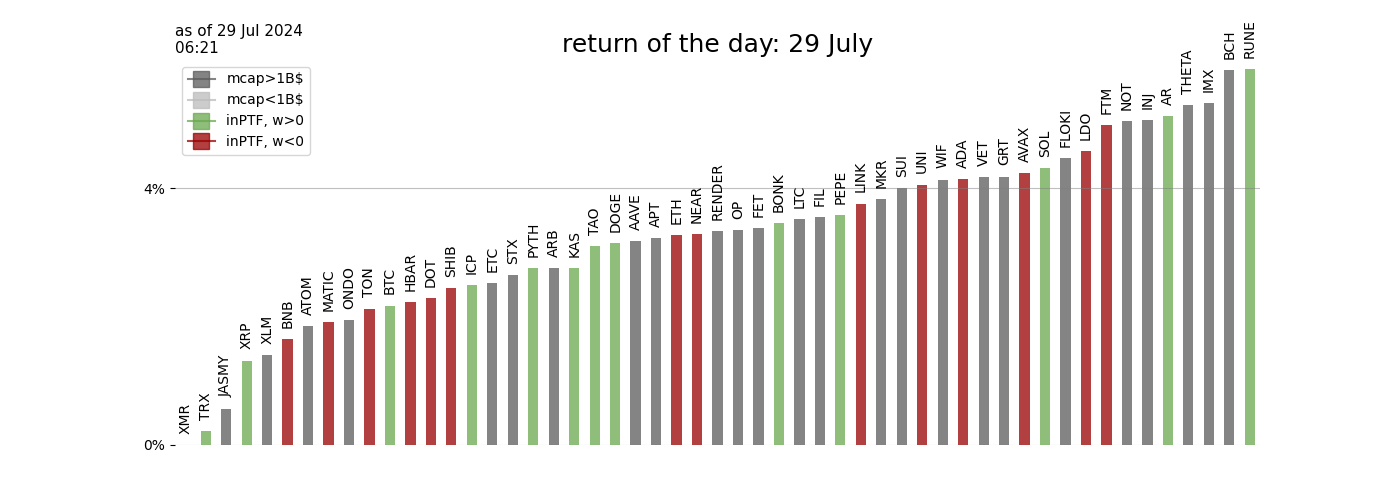 as of 29 Jul 2024
06:21
return of the day: 29 July
mcap>1B$
mcap<1B$
inPTF, w>0
inPTF, w<0
4%
0%
XMR
TRX
JASMY
XRP
XLM
BNB
ATOM
MATIC
ONDO
TON
BTC
HBAR
DOT
SHIB
ICP
ETC
STX
PYTH
ARB
KAS
TAO
DOGE
AAVE
APT
ETH
NEAR
RENDER
OP
FET
BONK
LTC
FIL
PEPE
LINK
MKR
SUI
UNI
WIF
ADA
VET
GRT
AVAX
SOL
FLOKI
LDO
FTM
NOT
INJ
AR
THETA
IMX
BCH
RUNE